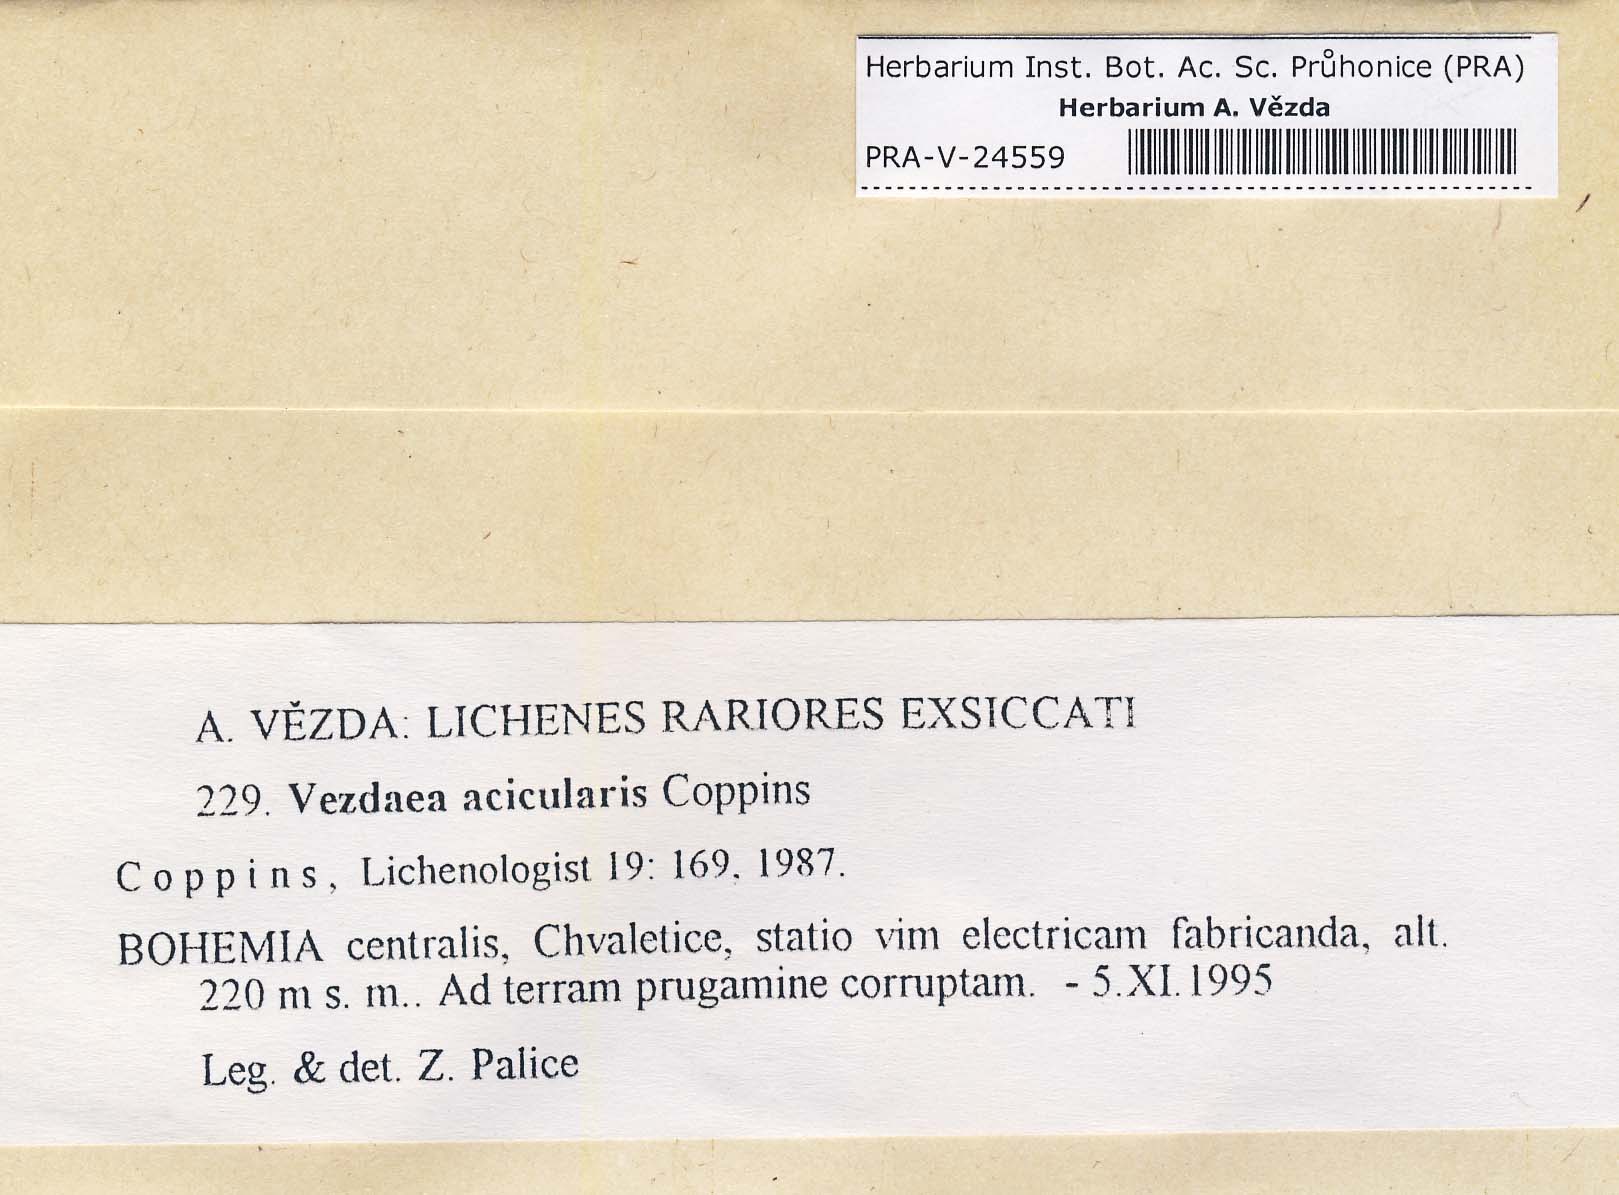 Herbarium Inst. Bot. Ac. Sc. Průhonice (PRA)
Herbarium A. Vězda
PRA-V-24559
A. VĚZDA: LICHENES RARIORES EXSICCATI
229. Vezdaea acicularis Coppins
Coppins, Lichenologist 19: 169, 1987.
BOHEMIA centralis, Chvaletice, statio vim electricam fabricanda, alt.
220 m s. m.. Ad terram prugamine corruptam. - 5.XI.1995
Leg. & det. Z. Palice